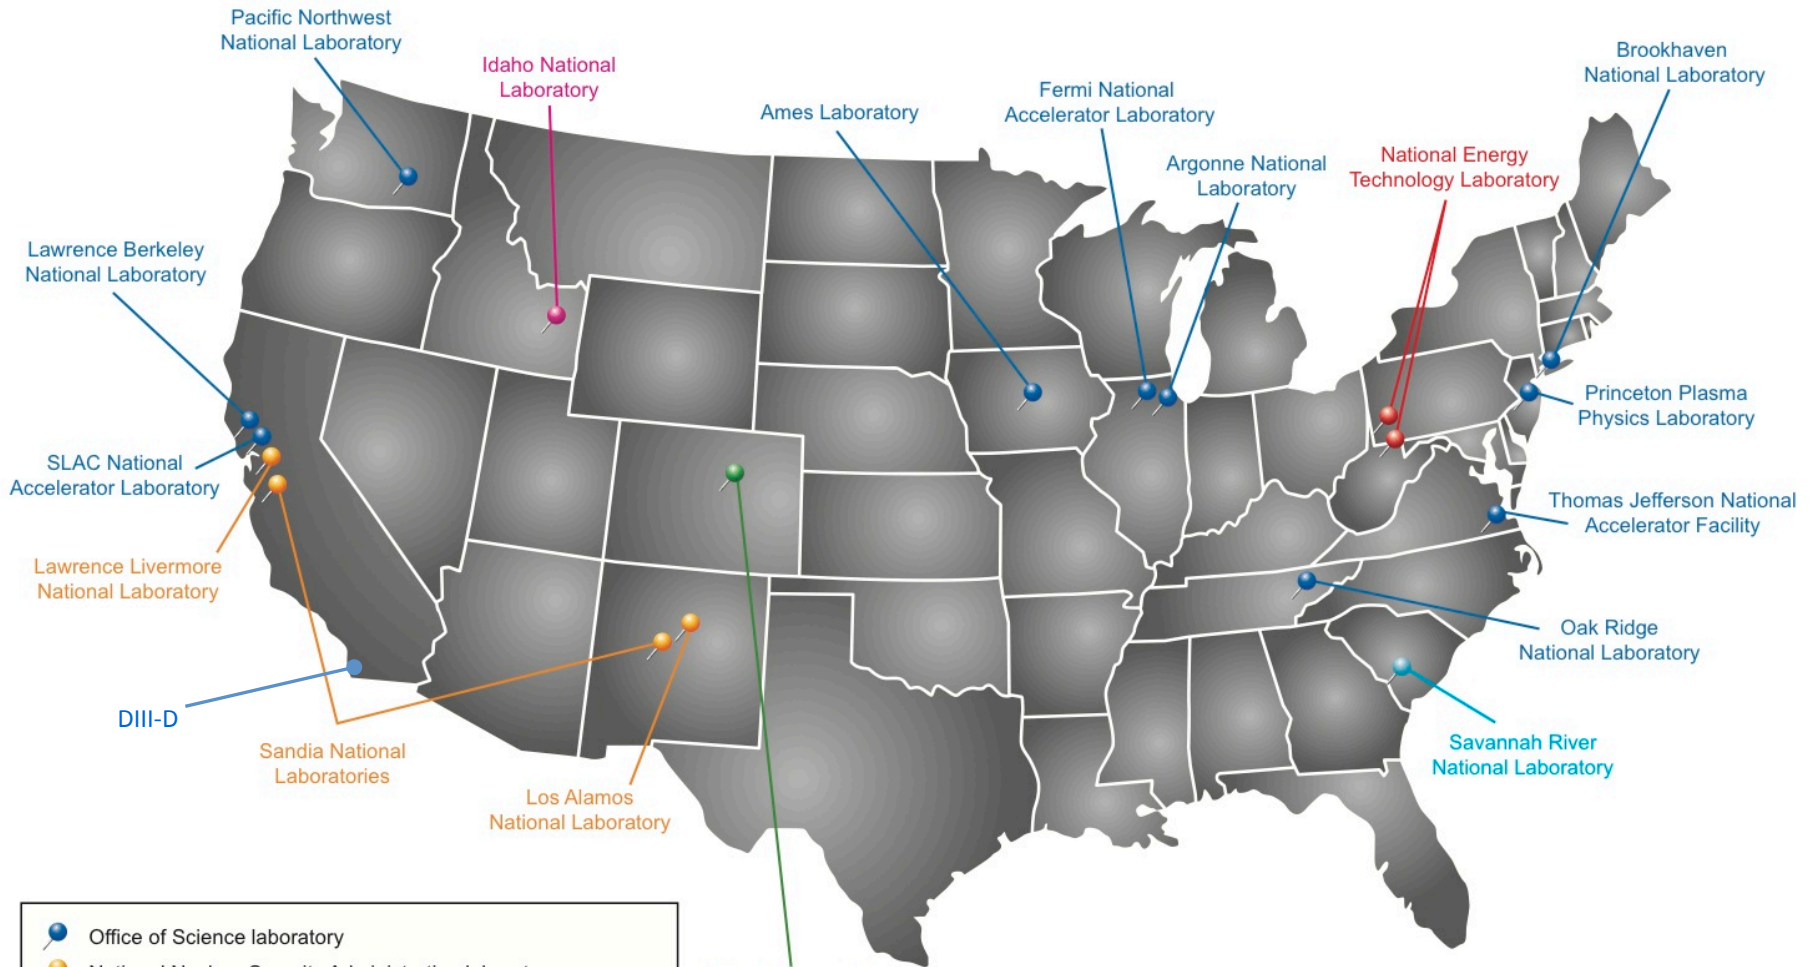 Pacific Northwest
National Laboratory
Idaho National
Laboratory
Ames Laboratory
Fermi National
Accelerator Laboratory
Argonne National
Laboratory
National Energy
Technology Laboratory
Brookhaven
National Laboratory
Lawrence Berkeley
National Laboratory
SLAC National
Accelerator Laboratory
Lawrence Livermore
National Laboratory
DIII-D
Sandia National
Laboratories
Los Alamos
National Laboratory
Princeton Plasma
Physics Laboratory
Thomas Jefferson National
Accelerator Facility
Oak Ridge
National Laboratory
Savannah River
National Laboratory
Office of Science laboratory